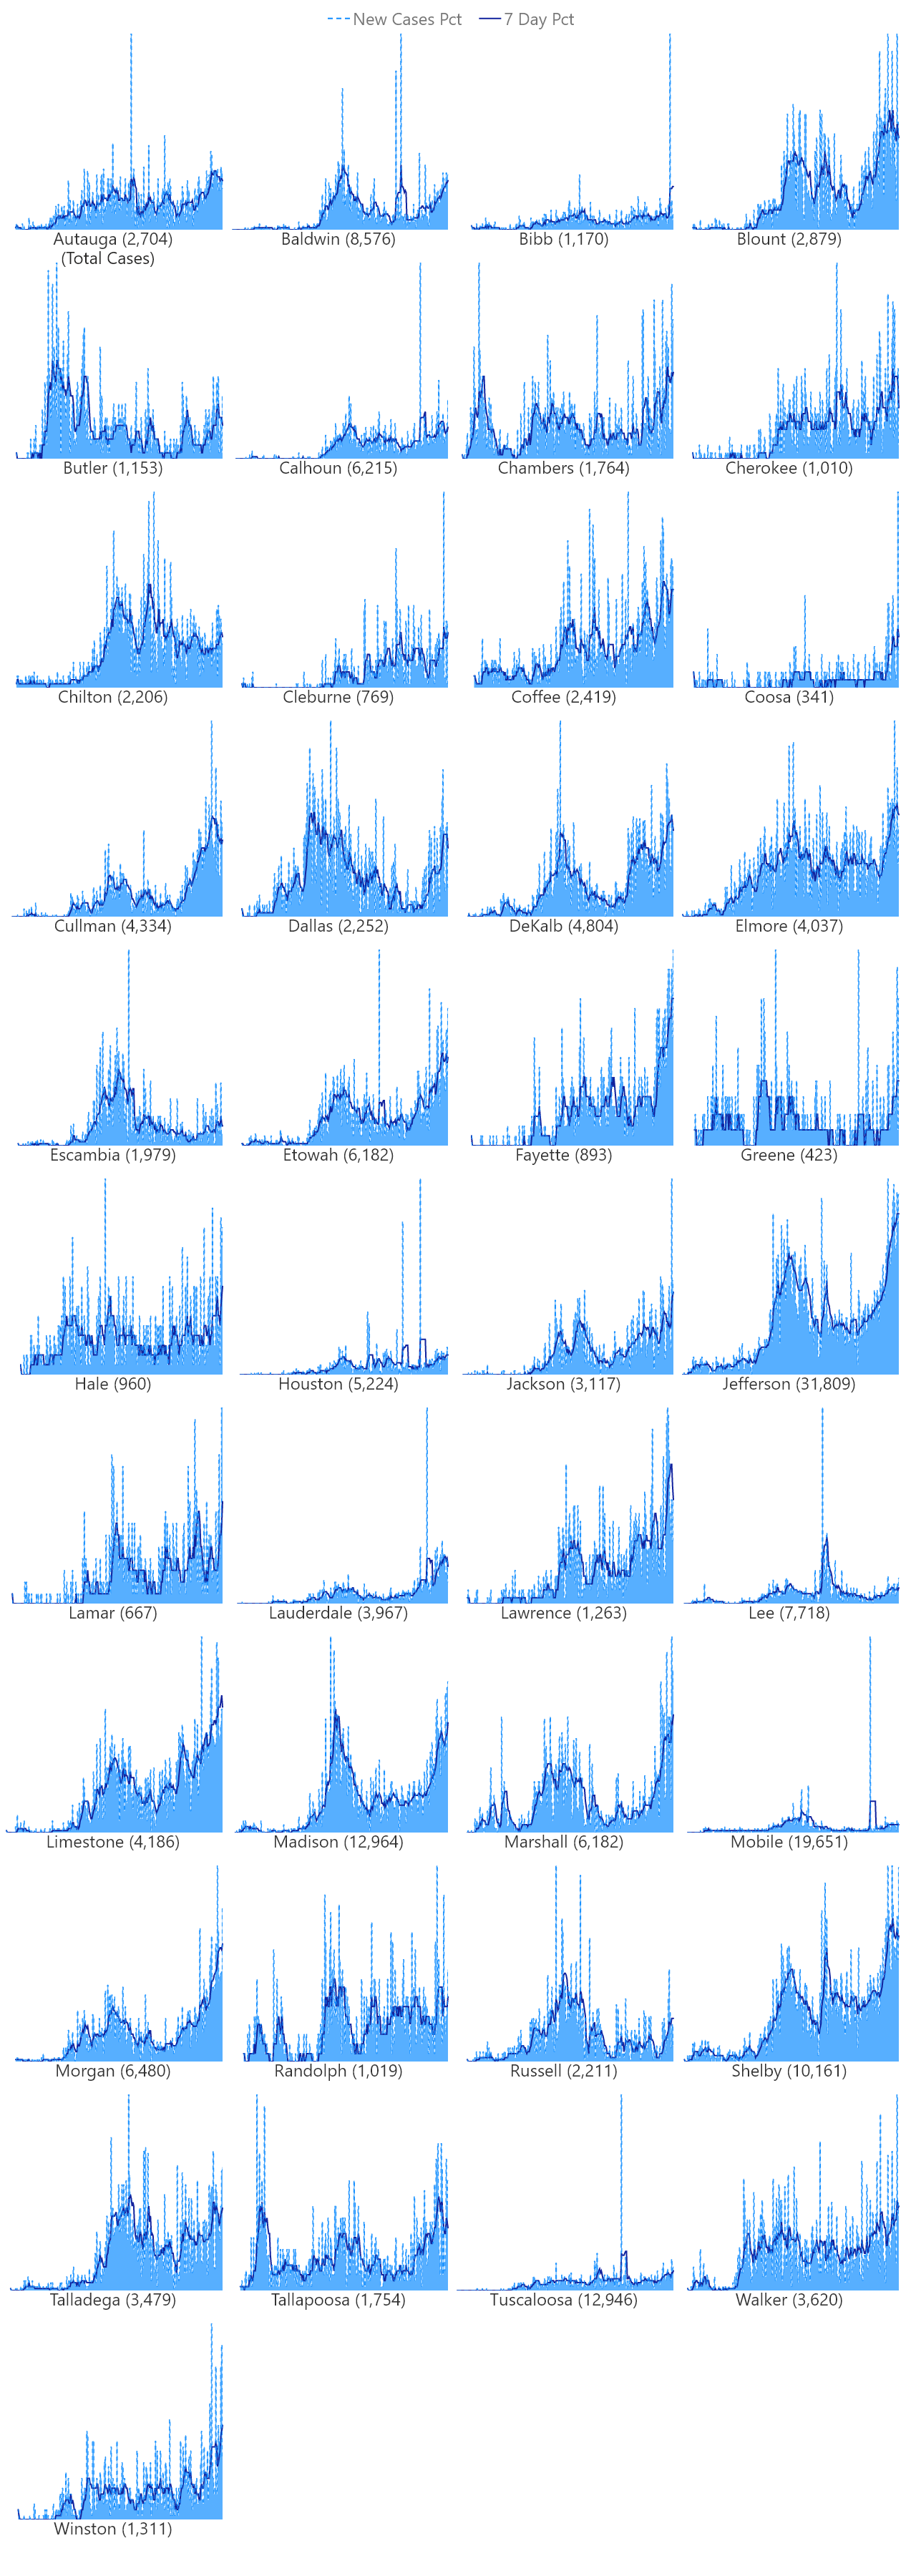 New Cases Pct 7 Day Pct
Autauga (2,704) Baldwin (8,576) Bibb (1,170) Blount (2,879)
(Total Cases)
Butler (1,153) Calhoun (6,215) Chambers (1,764) Cherokee (1,010)
Chilton (2,206) Cleburne (769) Coffee (2,419) Coosa (341)
Cullman (4,334) Dallas (2,252) DeKalb (4,804) Elmore (4,037)
Escambia (1,979) Etowah (6,182) Fayette (893) Greene (423)
Hale (960) Houston (5,224) Jackson (3,117) Jefferson (31,809)
Lamar (667) Lauderdale (3,967) Lawrence (1,263) Lee (7,718)
Limestone (4,186) Madison (12,964) Marshall (6,182) Mobile (19,651)
Morgan (6,480) Randolph (1,019) Russell (2,211) Shelby (10,161)
Talladega (3,479) Tallapoosa (1,754) Tuscaloosa (12,946) Walker (3,620)
Winston (1,311)